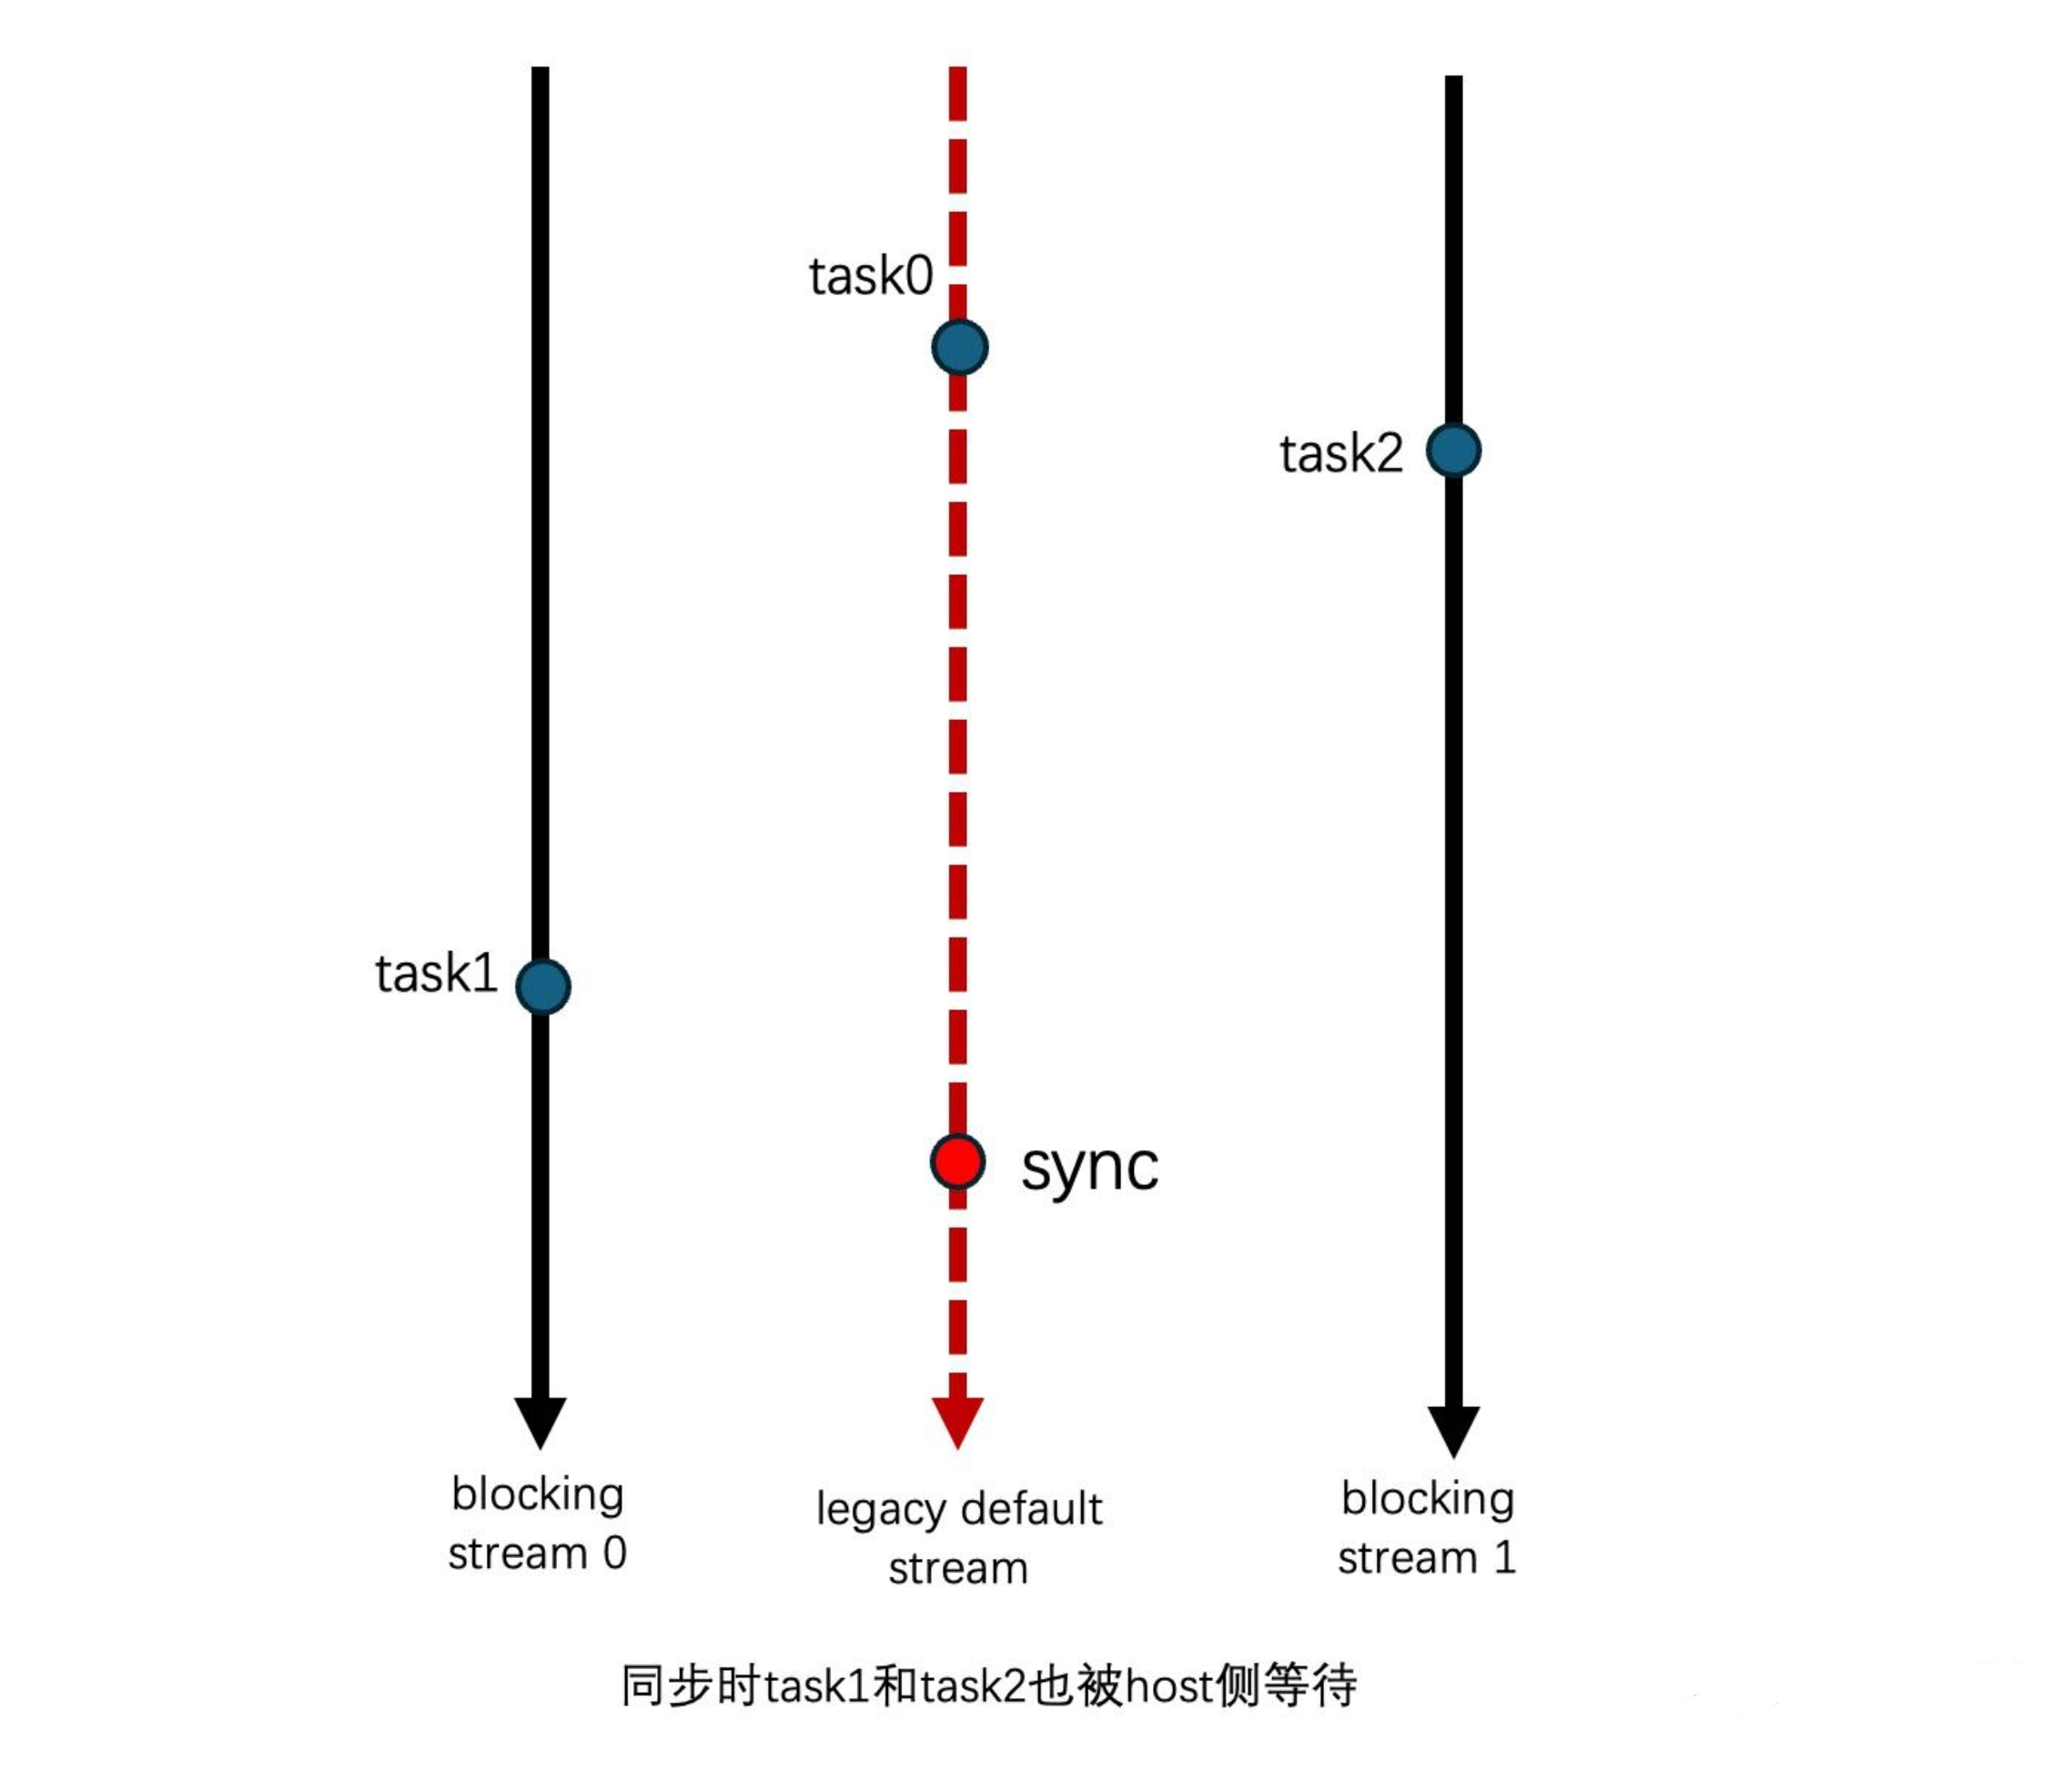 task0
task2
task1
sync
blocking
stream 0
legacy default
stream
blocking
stream 1
同步时task1和task2也被host侧等待